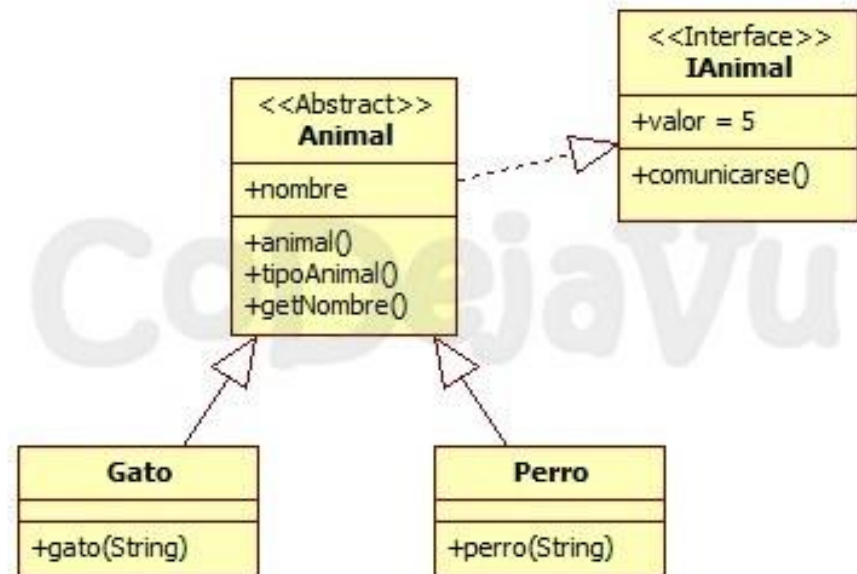 <<Interface>>
IAnimal
+valor = 5
+comunicarse()
<<Abstract>>
Animal
+nombre
+animal()
+tipoAnimal()
+getNombre()
CoDejaVu
Gato
+gato(String)
Perro
+perro(String)